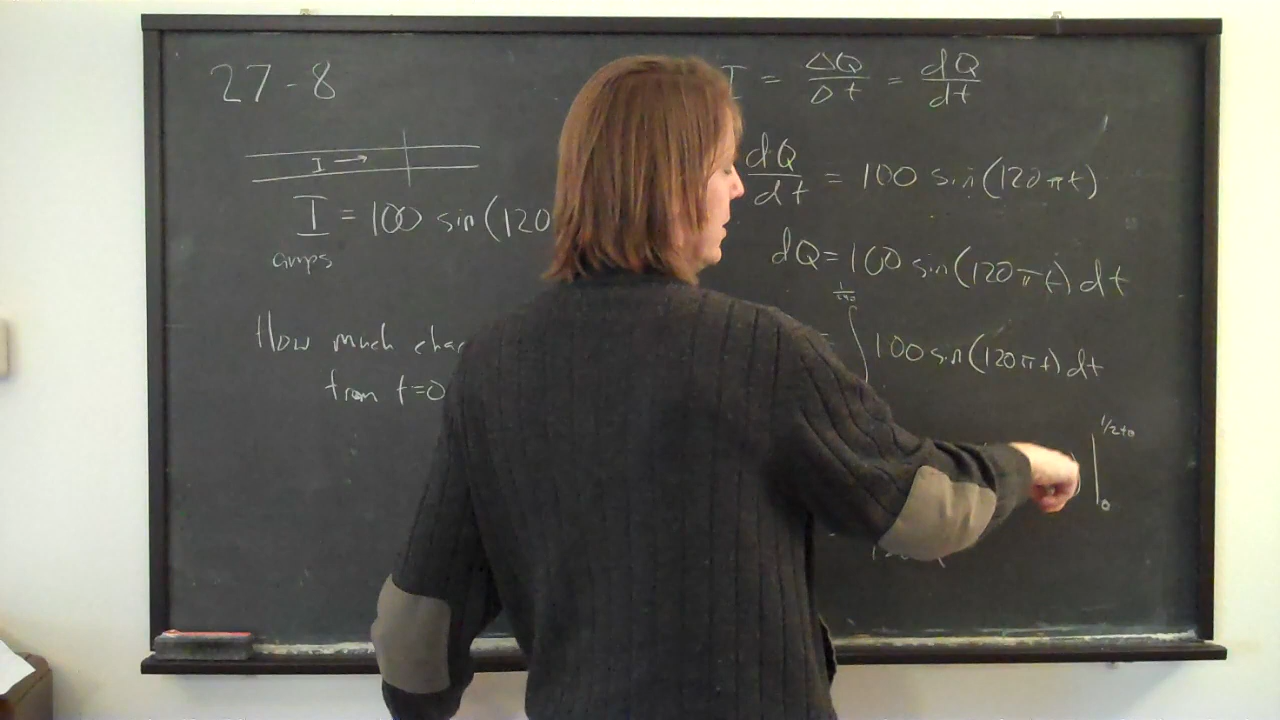 27-8
I = ΔQ/Δt = dQ/dt
I →
dQ/dt = 100 sin(120πt)
I = 100 sin(120
amps
dQ = 100 sin(120πt) dt
How much
from t=0
= ∫ 100 sin(120πt) dt
1/240
0